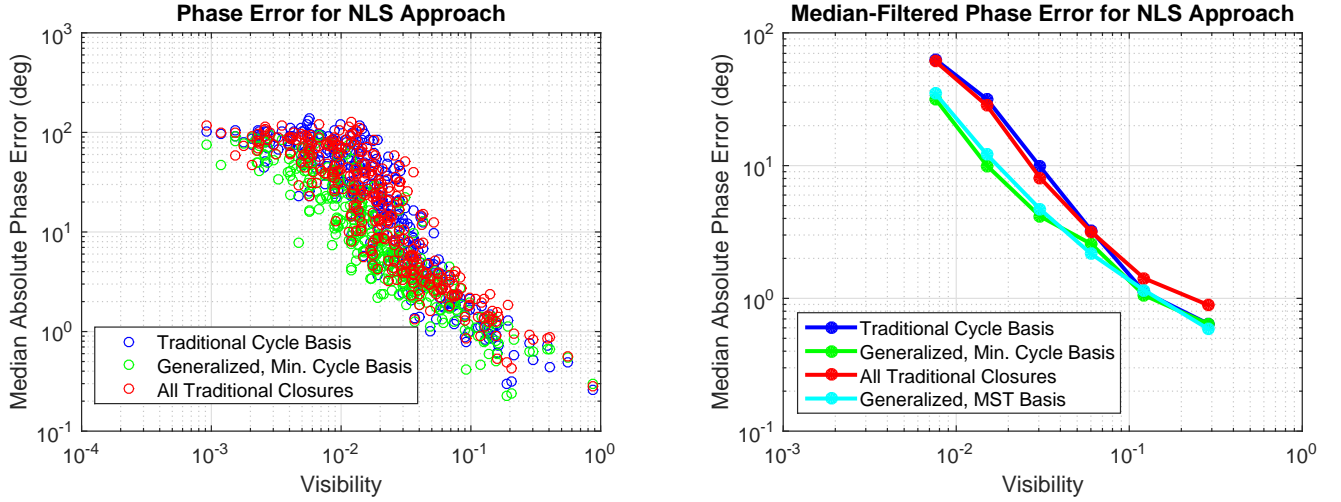 Phase Error for NLS Approach
10^3
10^2
10^1
10^0
10^-1
Median Absolute Phase Error (deg)
Traditional Cycle Basis
Generalized, Min. Cycle Basis
All Traditional Closures
10^-4
10^-3
10^-2
10^-1
10^0
Visibility
Median-Filtered Phase Error for NLS Approach
10^2
10^1
10^0
10^-1
Median Absolute Phase Error (deg)
Traditional Cycle Basis
Generalized, Min. Cycle Basis
All Traditional Closures
Generalized, MST Basis
10^-3
10^-2
10^-1
10^0
Visibility